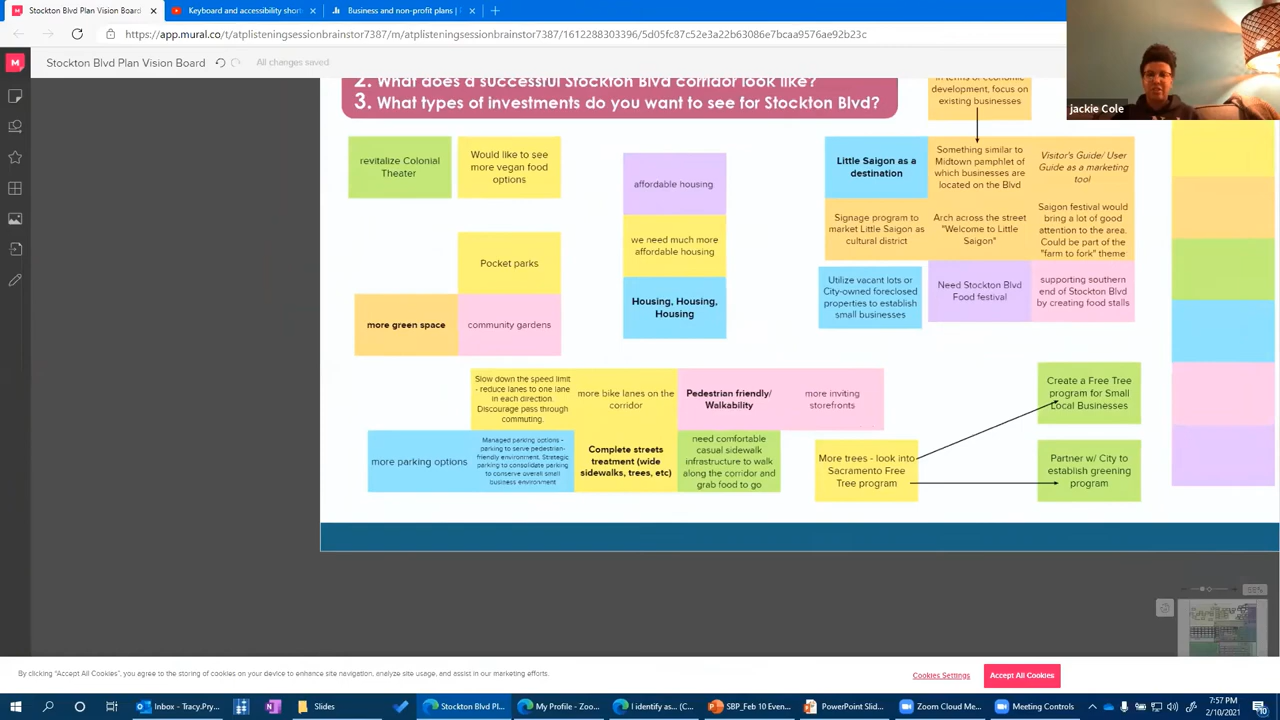 Stockton Blvd Plan Vision Board
Keyboard and accessibility short
Business and non-profit plans |
https://app.mural.co/t/atplisteningsessionbrainstor7387/m/atplisteningsessionbrainstor7387/1612288303396/5d05fc87c52e3a22b63086e7bcaa9576ae92b23c
Stockton Blvd Plan Vision Board
All changes saved
jackie Cole
2. What does a successful Stockton Blvd corridor look like?
3. What types of investments do you want to see for Stockton Blvd?
in terms of economic
development, focus on
existing businesses
revitalize Colonial
Theater
Would like to see
more vegan food
options
affordable housing
Little Saigon as a
destination
Something similar to
Midtown pamphlet of
which businesses are
located on the Blvd
Visitor's Guide/ User
Guide as a marketing
tool
we need much more
affordable housing
Signage program to
market Little Saigon as
cultural district
Arch across the street
"Welcome to Little
Saigon"
Saigon festival would
bring a lot of good
attention to the area.
Could be part of the
"farm to fork" theme
Pocket parks
Housing, Housing,
Housing
Utilize vacant lots or
City-owned foreclosed
properties to establish
small businesses
Need Stockton Blvd
Food festival
supporting southern
end of Stockton Blvd
by creating food stalls
more green space
community gardens
Slow down the speed limit
- reduce lanes to one lane
in each direction.
Discourage pass through
commuting.
more bike lanes on the
corridor
Pedestrian friendly/
Walkability
more inviting
storefronts
Create a Free Tree
program for Small
Local Businesses
more parking options
Managed parking options -
parking to serve pedestrian-
friendly environment. Strategic
parking to consolidate parking
to conserve overall small
business environment
Complete streets
treatment (wide
sidewalks, trees, etc)
need comfortable
casual sidewalk
infrastructure to walk
along the corridor and
grab food to go
More trees - look into
Sacramento Free
Tree program
Partner w/ City to
establish greening
program
By clicking "Accept All Cookies", you agree to the storing of cookies on your device to enhance site navigation, analyze site usage, and assist in our marketing efforts.
Cookies Settings
Accept All Cookies
Inbox - Tracy.Pry...
Slides
Stockton Blvd Pl...
My Profile - Zoo...
I identify as... (C...
SBP_Feb 10 Even...
PowerPoint Slid...
Zoom Cloud Me...
Meeting Controls
7:57 PM
2/10/2021